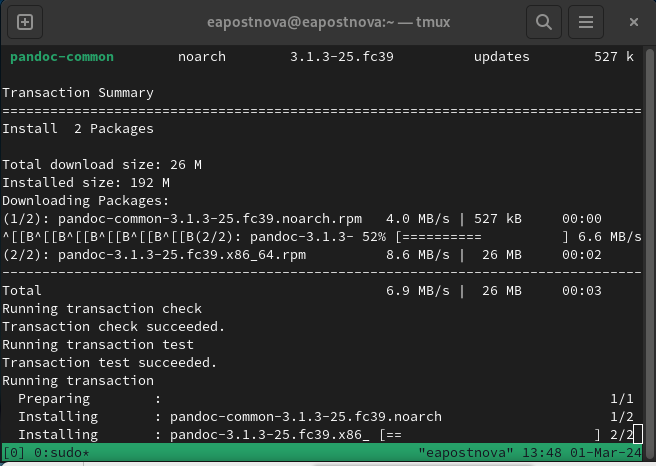 eapostnova@eapostnova:~ — tmux
pandoc-common        noarch        3.1.3-25.fc39          updates        527 k
Transaction Summary
================================================================================
Install  2 Packages
Total download size: 26 M
Installed size: 192 M
Downloading Packages:
(1/2): pandoc-common-3.1.3-25.fc39.noarch.rpm   4.0 MB/s | 527 kB     00:00
^[[B^[[B^[[B^[[B^[[B^[[B(2/2): pandoc-3.1.3- 52% [==========          ] 6.6 MB/s
(2/2): pandoc-3.1.3-25.fc39.x86_64.rpm          8.6 MB/s |  26 MB     00:02
--------------------------------------------------------------------------------
Total                                           6.9 MB/s |  26 MB     00:03
Running transaction check
Transaction check succeeded.
Running transaction test
Transaction test succeeded.
Running transaction
  Preparing        :                                                        1/1
  Installing       : pandoc-common-3.1.3-25.fc39.noarch                     1/2
  Installing       : pandoc-3.1.3-25.fc39.x86_ [==                        ] 2/2
[0] 0:sudo*                                         "eapostnova" 13:48 01-Mar-24